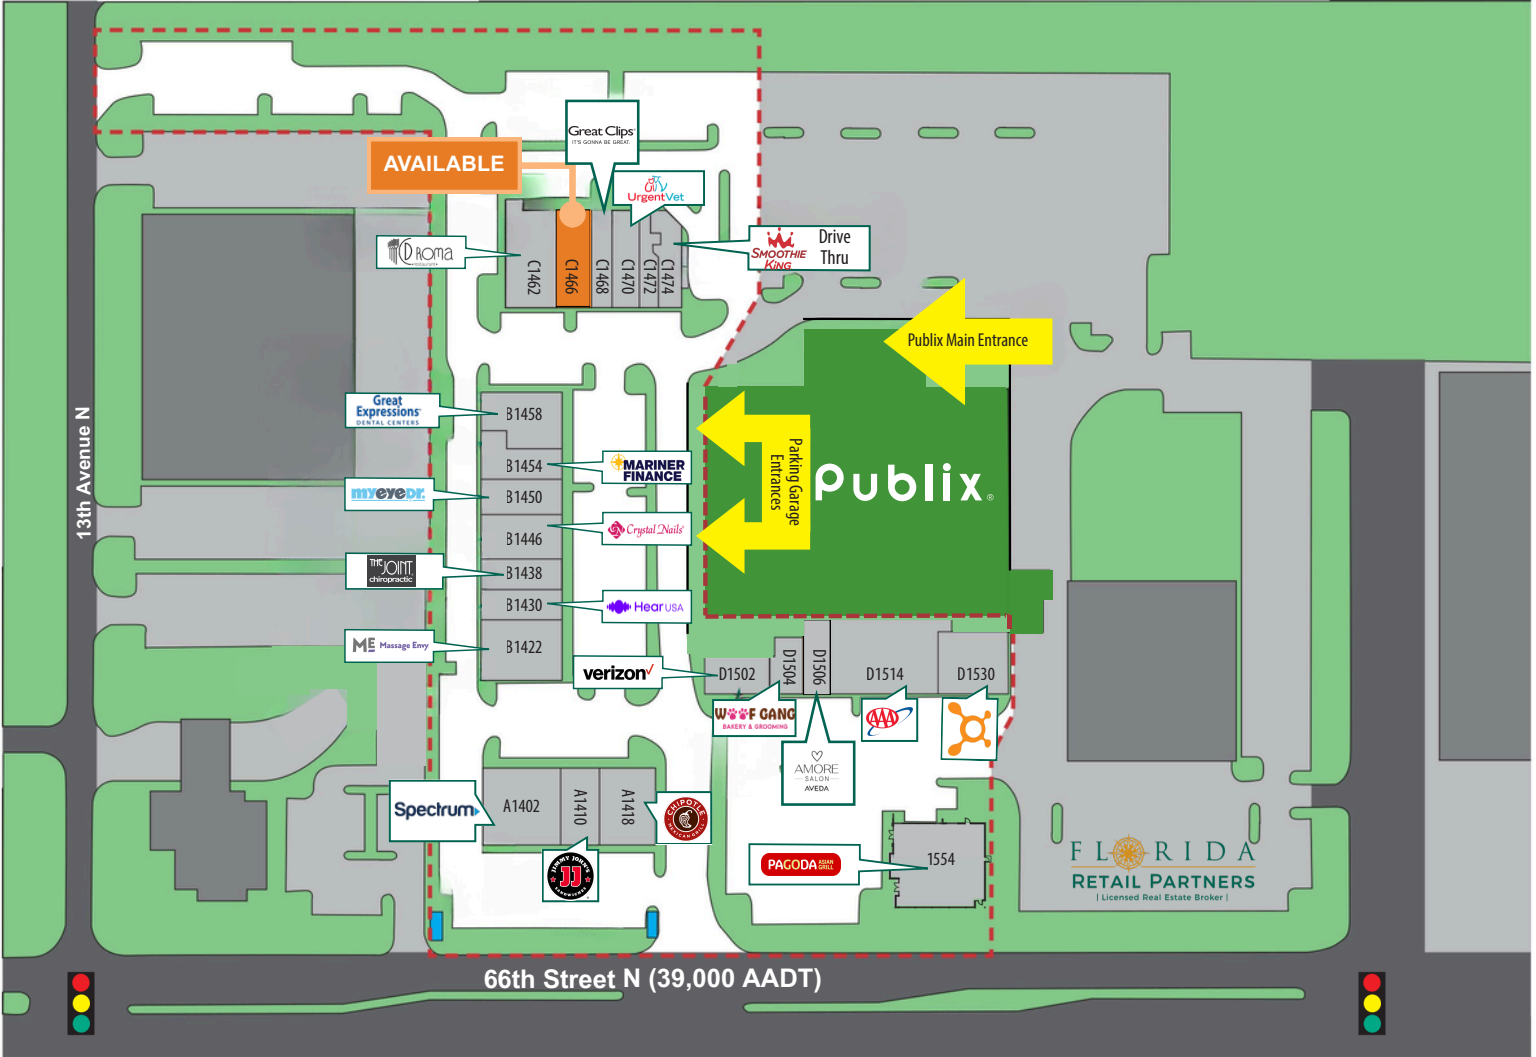 Great Clips®
IT'S GONNA BE GREAT.
AVAILABLE
UrgentVet
D ROMA
SMOOTHIE
KING
Drive
Thru
C1462
C1466
C1468
C1470
C1472
C1474
Publix Main Entrance
Great
Expressions
DENTAL CENTERS
B1458
B1454
MARINER
FINANCE
Parking Garage
Entrances
Publix®
13th Avenue N
myeyedr.
B1450
B1446
Crystal Nails
THE JOINT
chiropractic
B1438
B1430
HearUSA
ME Massage Envy
B1422
verizon
D1502
D1504
D1506
D1514
D1530
WOOF GANG
BAKERY & GROOMING
AAA
AMORE
SALON
AVEDA
Spectrum
A1402
A1410
A1418
CHIPOTLE
MEXICAN GRILL
JIMMY JOHN'S
JJ
SANDWICHES
PAGODA ASIAN
GRILL
1554
FLORIDA
RETAIL PARTNERS
| Licensed Real Estate Broker |
66th Street N (39,000 AADT)